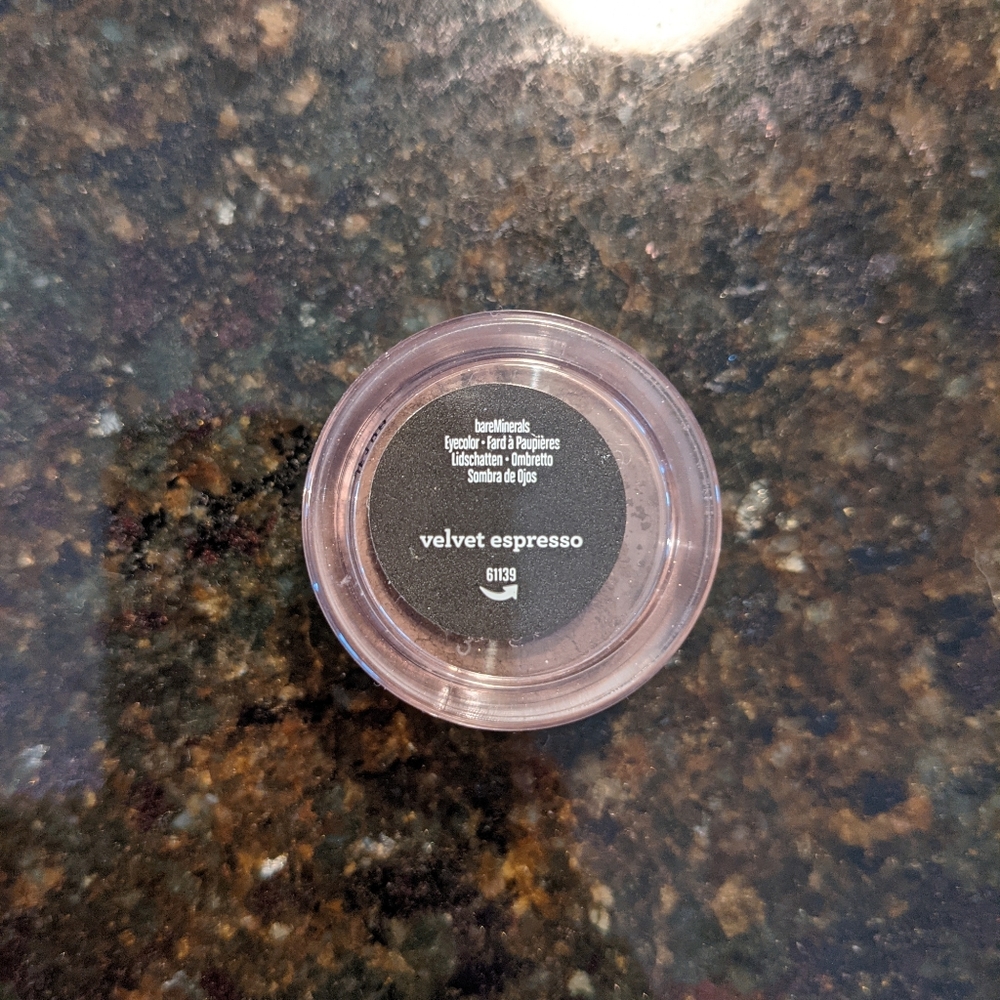 bareMinerals
Eyecolor • Fard à Paupières
Lidschatten • Ombretto
Sombra de Ojos
velvet espresso
61139